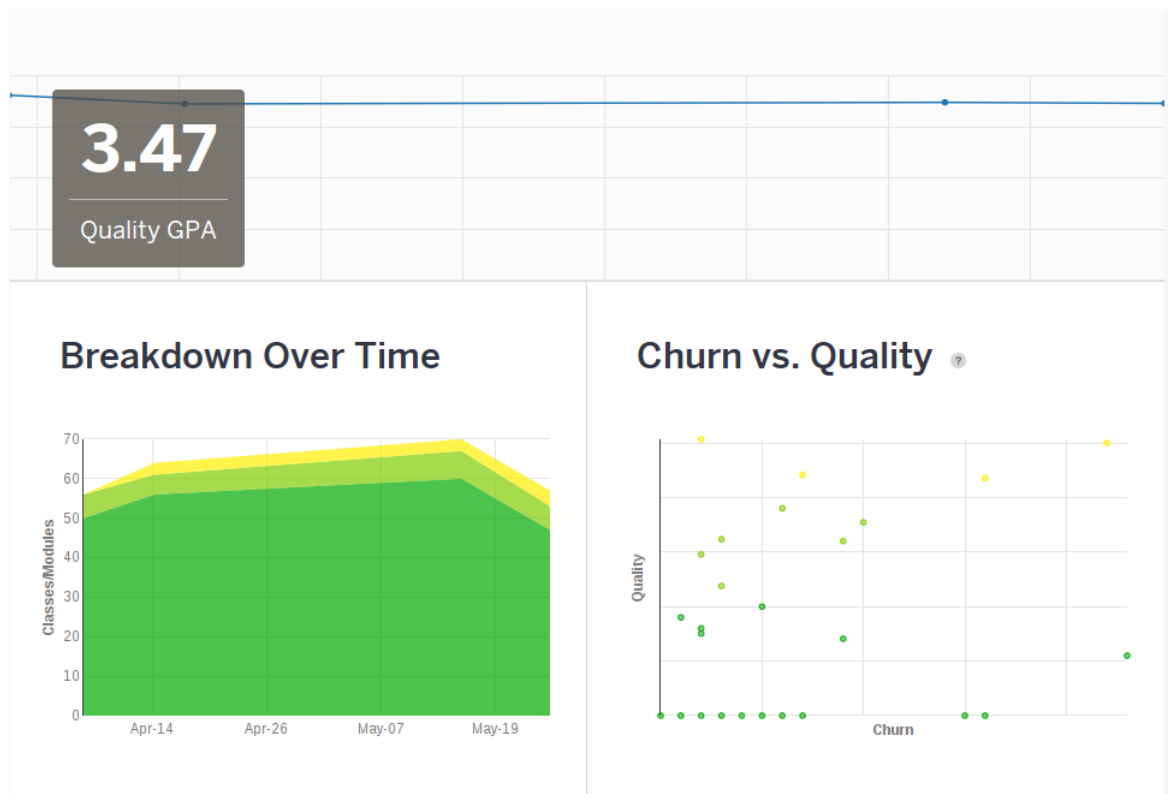 3.47
Quality GPA
Breakdown Over Time
Churn vs. Quality ?
70
60
50
40
30
20
10
0
Classes/Modules
Apr-14 Apr-26 May-07 May-19
Quality
Churn